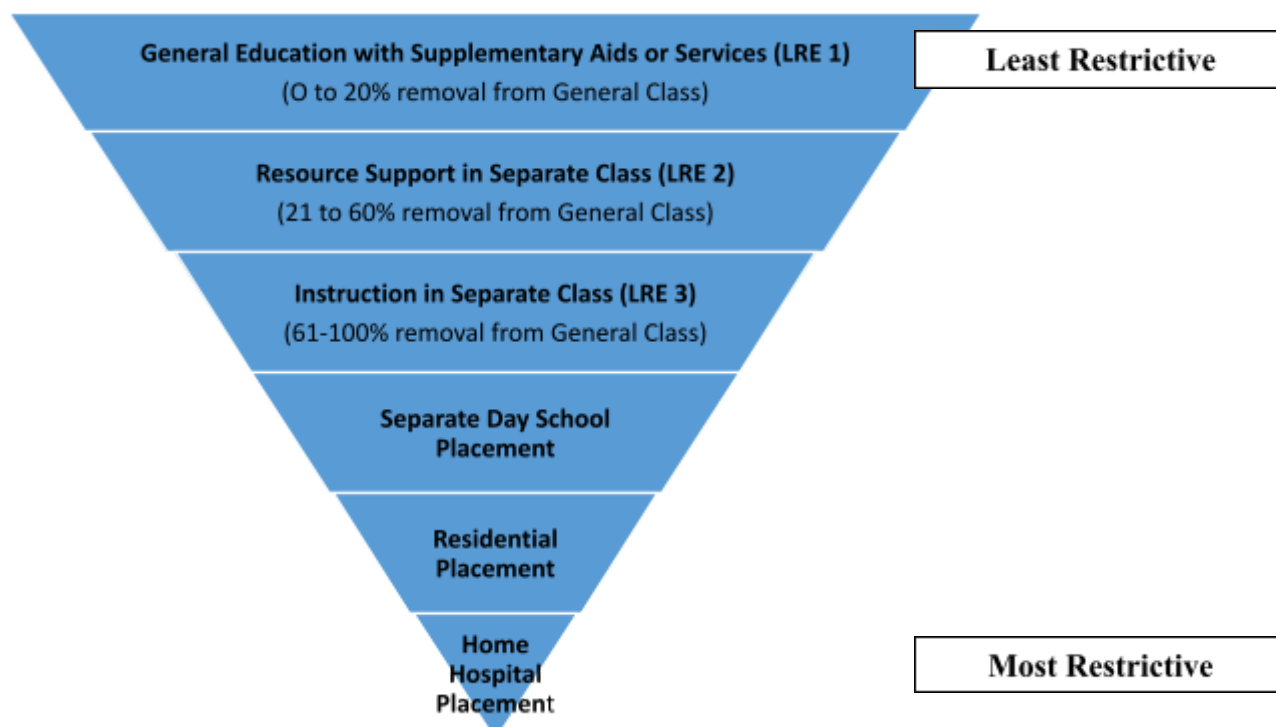 General Education with Supplementary Aids or Services (LRE 1)
Least Restrictive
(O to 20% removal from General Class)
Resource Support in Separate Class (LRE 2)
(21 to 60% removal from General Class)
Instruction in Separate Class (LRE 3)
(61-100% removal from General Class)
Separate Day School
Placement
Residential
Placement
Home
Hospital
Placement
Most Restrictive